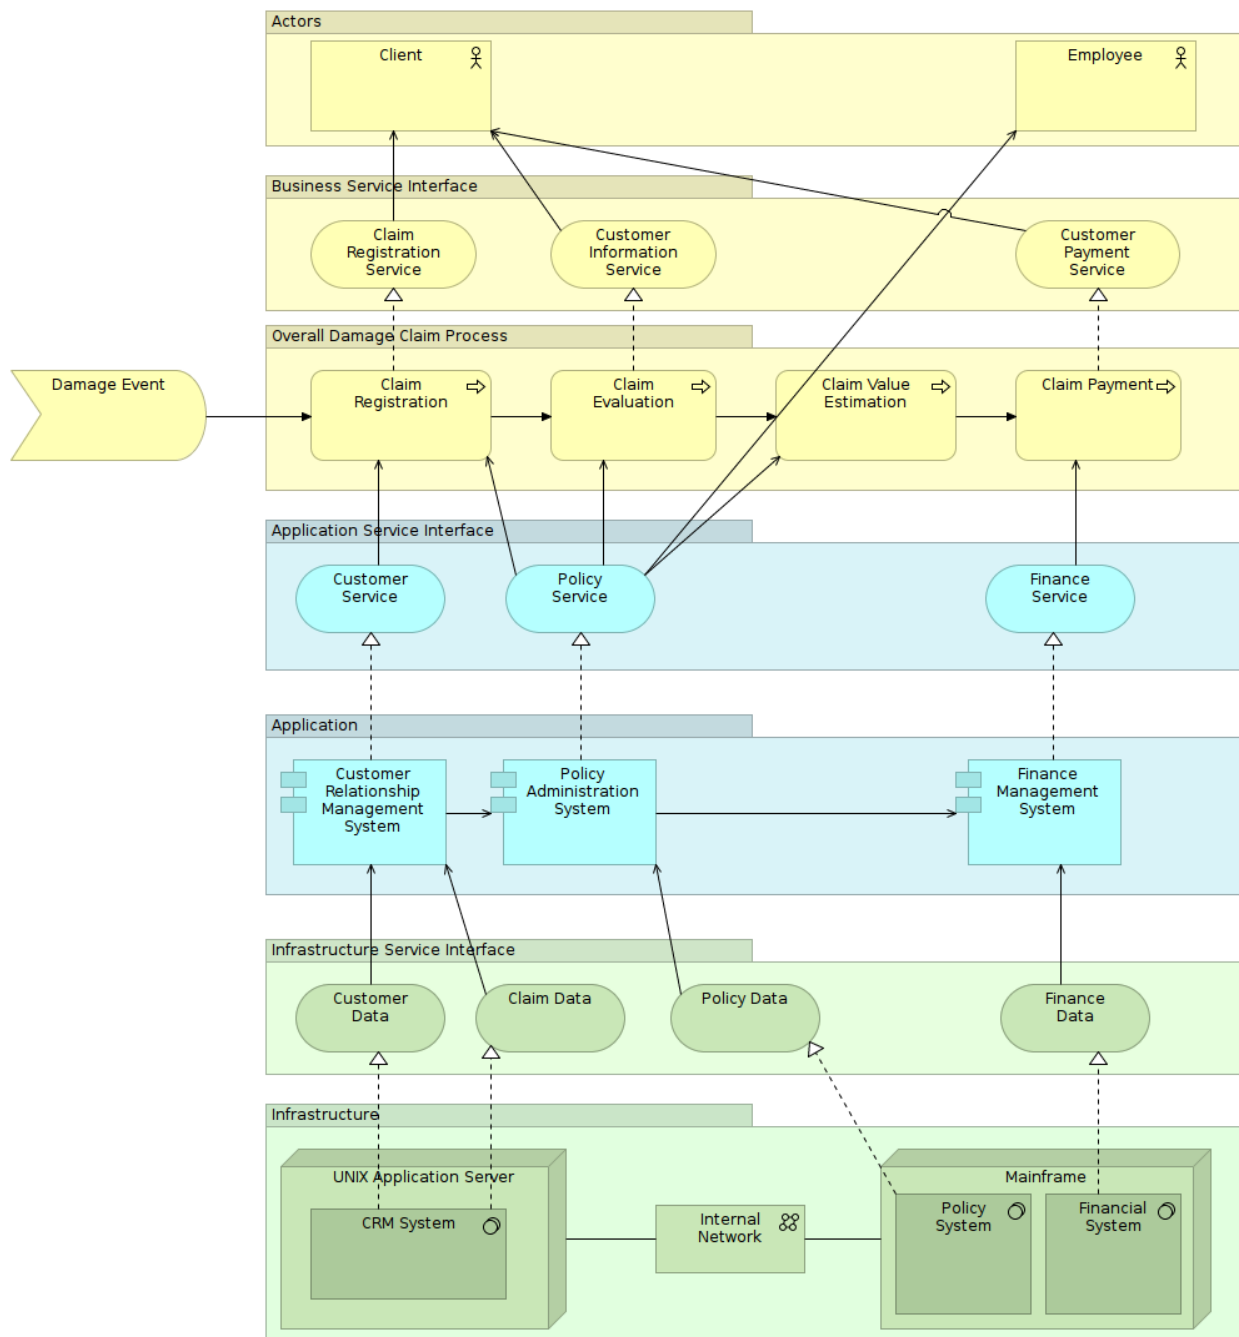 Actors
Client
Employee
Business Service Interface
Claim
Registration
Service
Customer
Information
Service
Customer
Payment
Service
Overall Damage Claim Process
Damage Event
Claim
Registration
Claim
Evaluation
Claim Value
Estimation
Claim Payment
Application Service Interface
Customer
Service
Policy
Service
Finance
Service
Application
Customer
Relationship
Management
System
Policy
Administration
System
Finance
Management
System
Infrastructure Service Interface
Customer
Data
Claim Data
Policy Data
Finance
Data
Infrastructure
UNIX Application Server
CRM System
Internal
Network
Mainframe
Policy
System
Financial
System